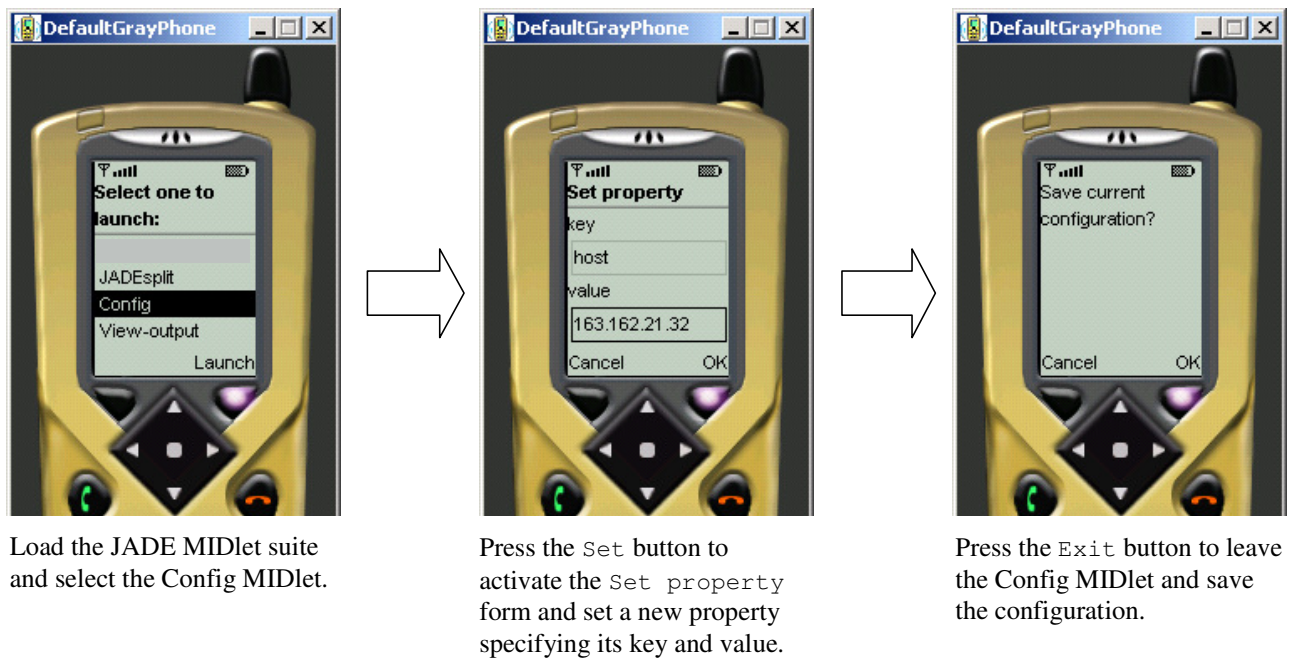 DefaultGrayPhone
Select one to
launch:
JADEsplit
Config
View-output
Launch
Load the JADE MIDlet suite
and select the Config MIDlet.
DefaultGrayPhone
Set property
key
host
value
163.162.21.32
Cancel OK
Press the Set button to
activate the Set property
form and set a new property
specifying its key and value.
DefaultGrayPhone
Save current
configuration?
Cancel OK
Press the Exit button to leave
the Config MIDlet and save
the configuration.